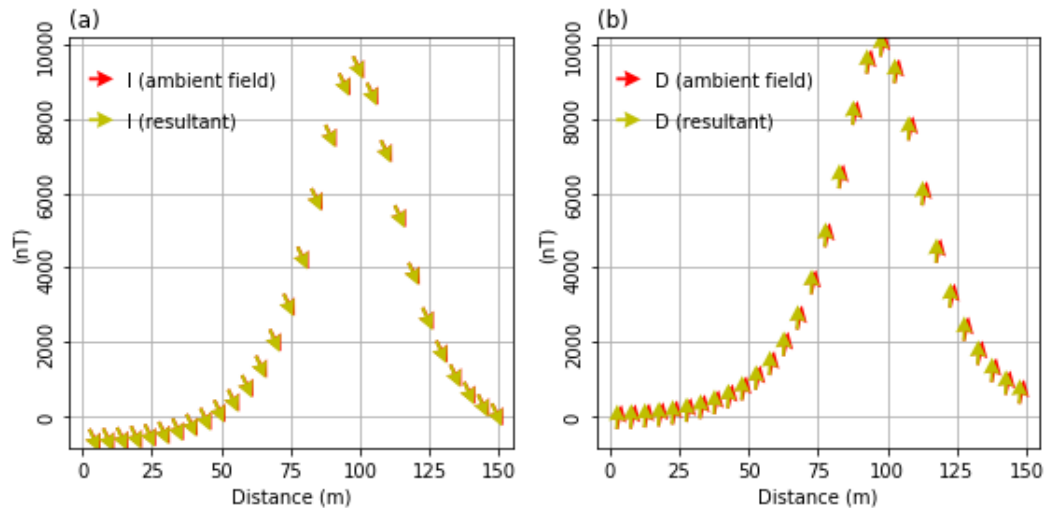 (a)
I (ambient field)
I (resultant)
(nT)
10000
8000
6000
4000
2000
0
0 25 50 75 100 125 150
Distance (m)
(b)
D (ambient field)
D (resultant)
(nT)
10000
8000
6000
4000
2000
0
0 25 50 75 100 125 150
Distance (m)